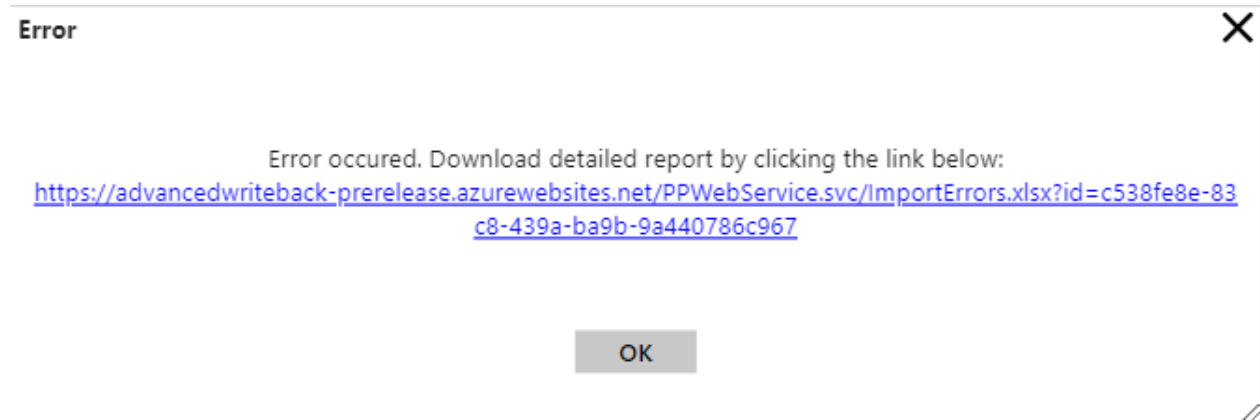 Error
Error occured. Download detailed report by clicking the link below:
https://advancedwriteback-prerelease.azurewebsites.net/PPWebService.svc/ImportErrors.xlsx?id=c538fe8e-83
c8-439a-ba9b-9a440786c967
OK